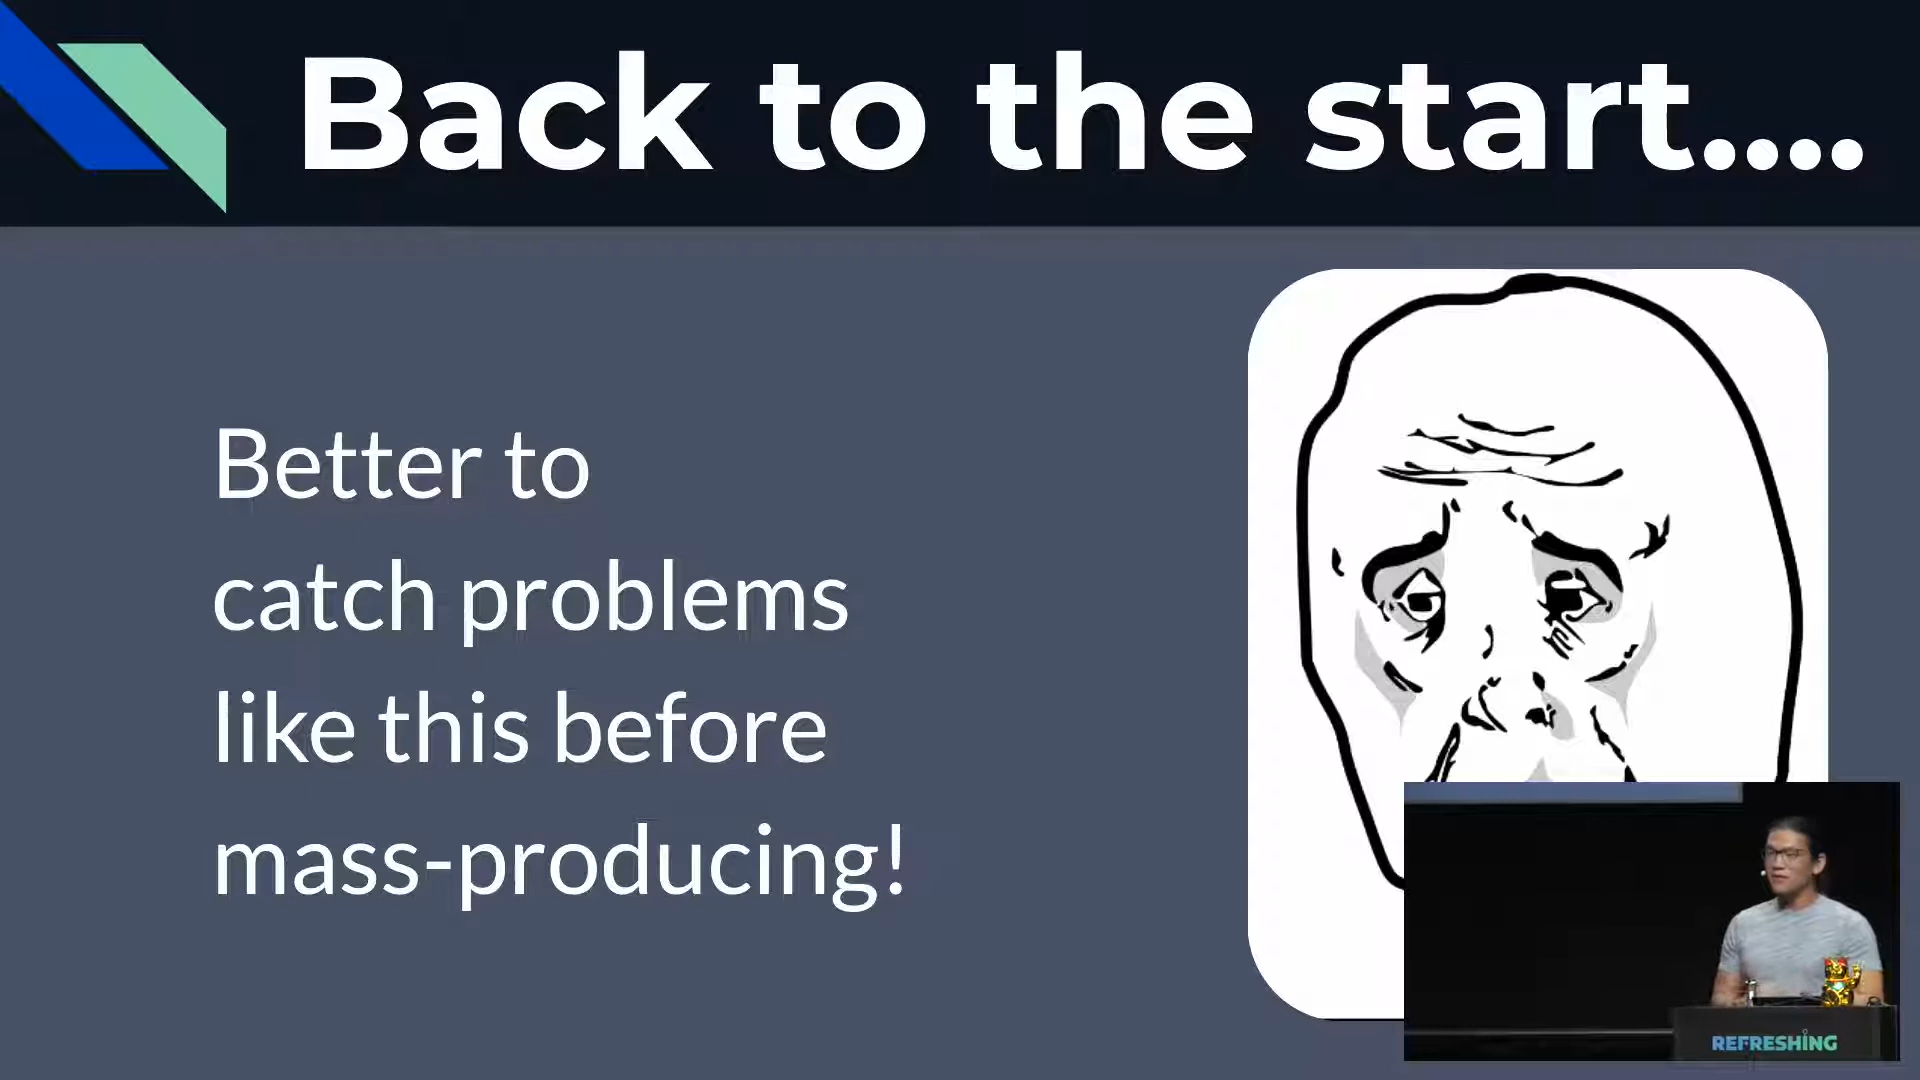 Back to the start....
Better to
catch problems
like this before
mass-producing!
REFRESHING